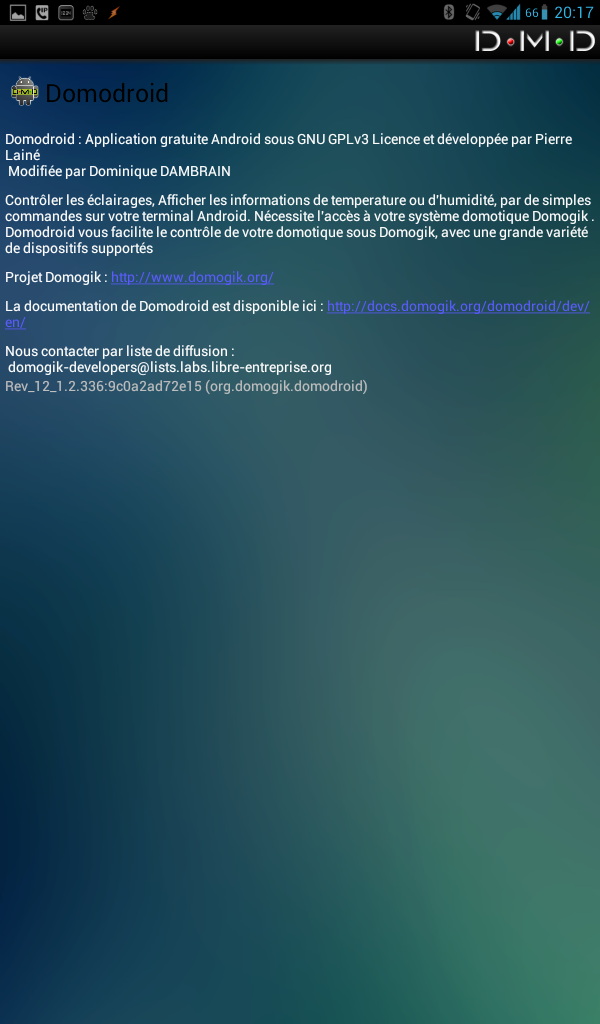 66 20:17
D M D
Domodroid
Domodroid : Application gratuite Android sous GNU GPLv3 Licence et développée par Pierre
Lainé
Modifiée par Dominique DAMBRAIN
Contrôler les éclairages, Afficher les informations de temperature ou d'humidité, par de simples
commandes sur votre terminal Android. Nécessite l'accès à votre système domotique Domogik .
Domodroid vous facilite le contrôle de votre domotique sous Domogik, avec une grande variété
de dispositifs supportés
Projet Domogik : http://www.domogik.org/
La documentation de Domodroid est disponible ici : http://docs.domogik.org/domodroid/dev/
en/
Nous contacter par liste de diffusion :
domogik-developers@lists.labs.libre-entreprise.org
Rev_12_1.2.336:9c0a2ad72e15 (org.domogik.domodroid)